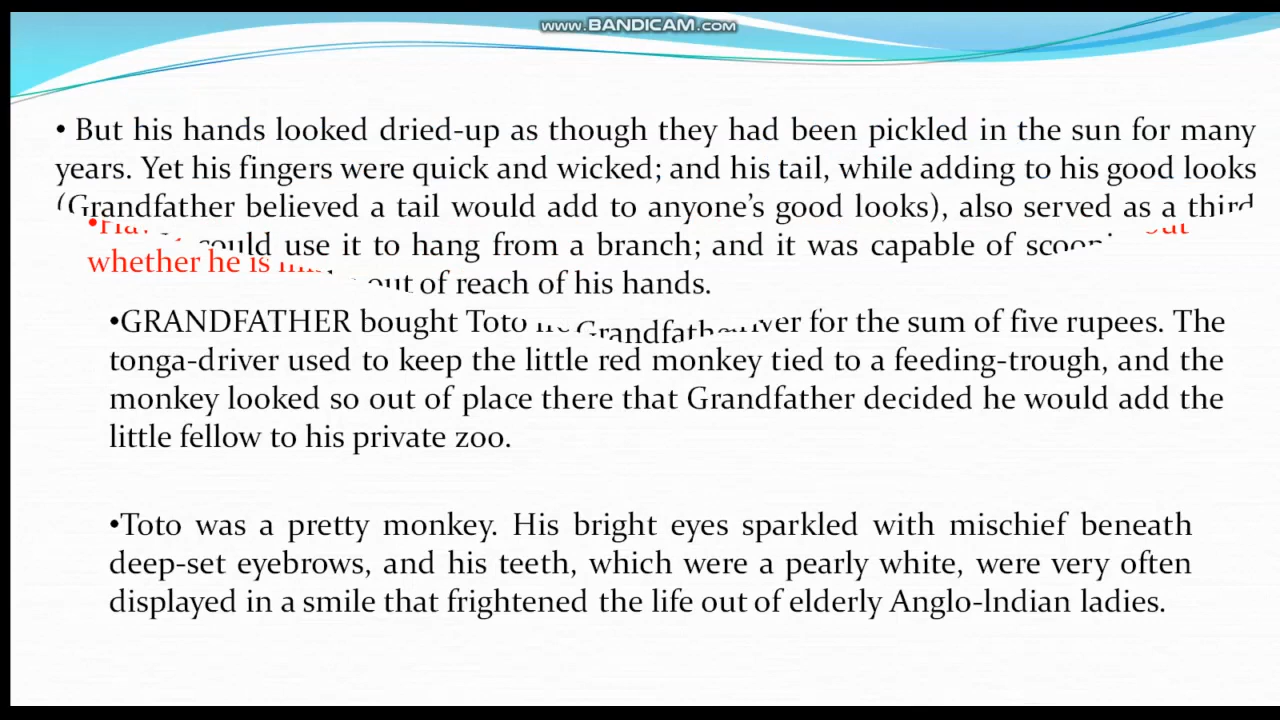 www.BANDICAM.com
• But his hands looked dried-up as though they had been pickled in the sun for many
years. Yet his fingers were quick and wicked; and his tail, while adding to his good looks
(Grandfather believed a tail would add to anyone's good looks), also served as a third
could use it to hang from a branch; and it was capable of
whether he is
out of reach of his hands.
•GRANDFATHER bought Toto for the sum of five rupees. The
Grandfather
tonga-driver used to keep the little red monkey tied to a feeding-trough, and the
monkey looked so out of place there that Grandfather decided he would add the
little fellow to his private zoo.
•Toto was a pretty monkey. His bright eyes sparkled with mischief beneath
deep-set eyebrows, and his teeth, which were a pearly white, were very often
displayed in a smile that frightened the life out of elderly Anglo-lndian ladies.